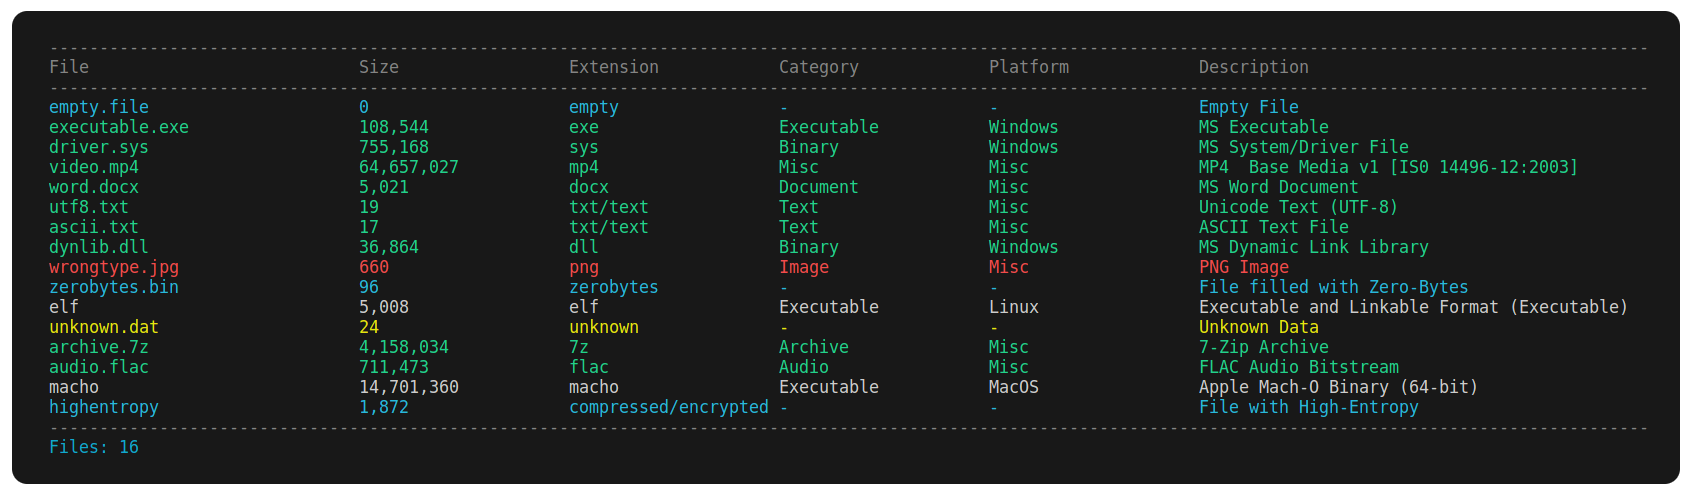 ----------------------------------------------------------------------------------------------------------------------------------------------------------------
File Size Extension Category Platform Description
----------------------------------------------------------------------------------------------------------------------------------------------------------------
empty.file 0 empty - - Empty File
executable.exe 108,544 exe Executable Windows MS Executable
driver.sys 755,168 sys Binary Windows MS System/Driver File
video.mp4 64,657,027 mp4 Misc Misc MP4  Base Media v1 [IS0 14496-12:2003]
word.docx 5,021 docx Document Misc MS Word Document
utf8.txt 19 txt/text Text Misc Unicode Text (UTF-8)
ascii.txt 17 txt/text Text Misc ASCII Text File
dynlib.dll 36,864 dll Binary Windows MS Dynamic Link Library
wrongtype.jpg 660 png Image Misc PNG Image
zerobytes.bin 96 zerobytes - - File filled with Zero-Bytes
elf 5,008 elf Executable Linux Executable and Linkable Format (Executable)
unknown.dat 24 unknown - - Unknown Data
archive.7z 4,158,034 7z Archive Misc 7-Zip Archive
audio.flac 711,473 flac Audio Misc FLAC Audio Bitstream
macho 14,701,360 macho Executable MacOS Apple Mach-O Binary (64-bit)
highentropy 1,872 compressed/encrypted - - File with High-Entropy
----------------------------------------------------------------------------------------------------------------------------------------------------------------
Files: 16